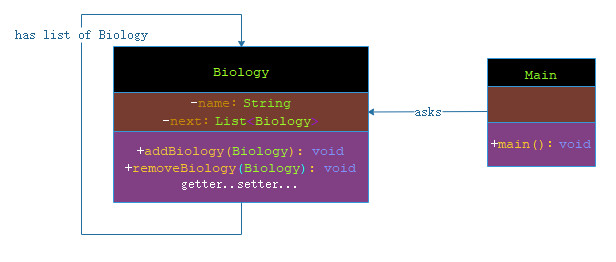 has list of Biology
Biology
-name: String
-next: List<Biology>
+addBiology(Biology): void
+removeBiology(Biology): void
getter..setter...
asks
Main
+main(): void